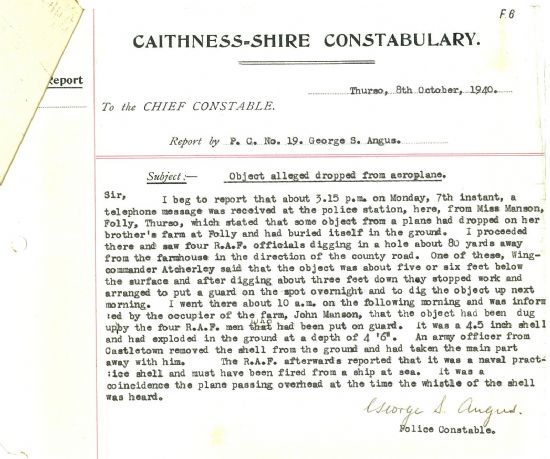 F.6
Report
CAITHNESS-SHIRE CONSTABULARY.
Thurso, 8th October, 1940.
To the CHIEF CONSTABLE.
Report by P. C. No. 19. George S. Angus.
Subject:— Object alleged dropped from aeroplane.
Sir,
I beg to report that about 3.15 p.m. on Monday, 7th instant, a
telephone message was received at the police station, here, from Miss Manson,
Folly, Thurso, which stated that some object from a plane had dropped on her
brother's farm at Folly and had buried itself in the ground. I proceeded
there and saw four R.A.F. officials digging in a hole about 80 yards away
from the farmhouse in the direction of the county road. One of these, Wing-
commander Atcherley said that the object was about five or six feet below
the surface and after digging about three feet down they stopped work and
arranged to put a guard on the spot overnight and to dig the object up next
morning. I went there about 10 a.m. on the following morning and was inform
:ed by the occupier of the farm, John Manson, that the object had been dug
up by the four R.A.F. men who had been put on guard. It was a 4.5 inch shell
and had exploded in the ground at a depth of 4 '6". An army officer from
Castletown removed the shell from the ground and had taken the main part
away with him. The R.A.F. afterwards reported that it was a naval pract-
:ice shell and must have been fired from a ship at sea. It was a
coincidence the plane passing overhead at the time the whistle of the shell
was heard.
George S. Angus.
Police Constable.